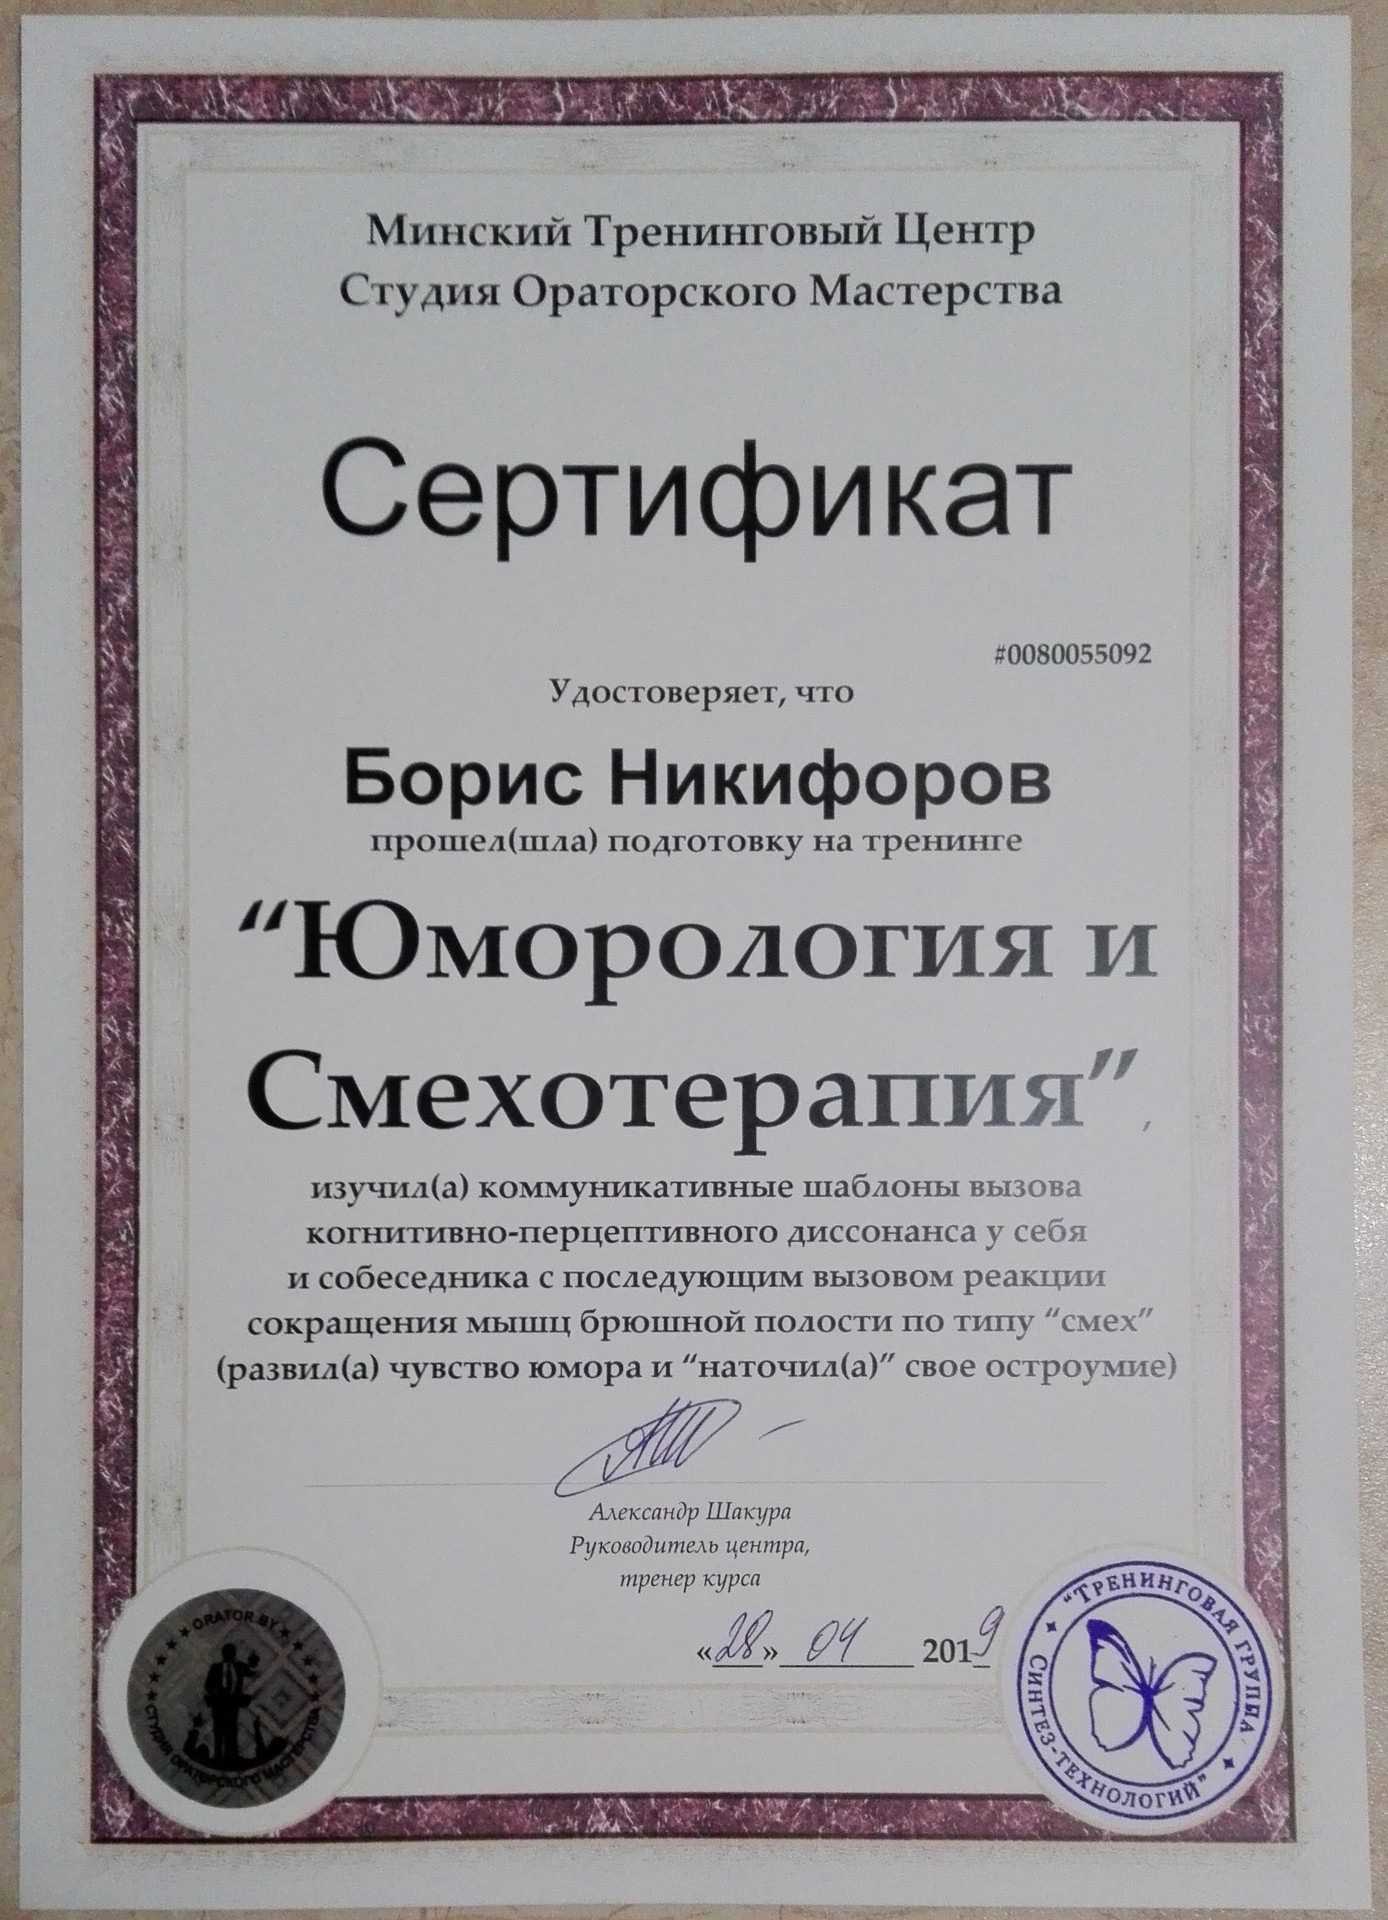 Минский Тренинговый Центр
Студия Ораторского Мастерства
Сертификат
#0080055092
Удостоверяет, что
Борис Никифоров
прошел(шла) подготовку на тренинге
“Юморология и
Смехотерапия”,
изучил(а) коммуникативные шаблоны вызова
когнитивно-перцептивного диссонанса у себя
и собеседника с последующим вызовом реакции
сокращения мышц брюшной полости по типу “смех”
(развил(а) чувство юмора и “наточил(а)” свое остроумие)
Александр Шакура
Руководитель центра,
тренер курса
«28» 04 2019
ORATOR.BY
СТУДИЯ ОРАТОРСКОГО МАСТЕРСТВА
“ТРЕНИНГОВАЯ ГРУППА
СИНТЕЗ-ТЕХНОЛОГИЙ”